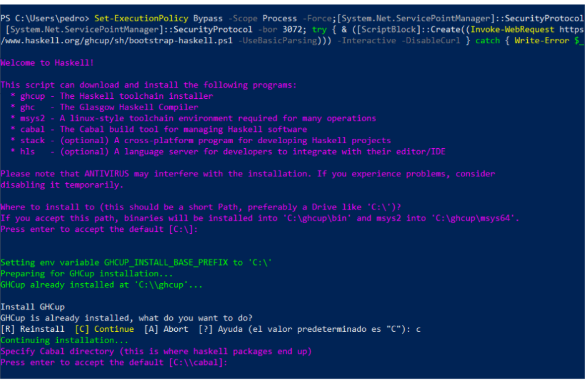 PS C:\Users\pedro> Set-ExecutionPolicy Bypass -Scope Process -Force;[System.Net.ServicePointManager]::SecurityProtocol
 [System.Net.ServicePointManager]::SecurityProtocol -bor 3072; try { & ([ScriptBlock]::Create((Invoke-WebRequest https
/www.haskell.org/ghcup/sh/bootstrap-haskell.ps1 -UseBasicParsing))) -Interactive -DisableCurl } catch { Write-Error $_
Welcome to Haskell!
This script can download and install the following programs:
  * ghcup - The Haskell toolchain installer
  * ghc   - The Glasgow Haskell Compiler
  * msys2 - A linux-style toolchain environment required for many operations
  * cabal - The Cabal build tool for managing Haskell software
  * stack - (optional) A cross-platform program for developing Haskell projects
  * hls   - (optional) A language server for developers to integrate with their editor/IDE
Please note that ANTIVIRUS may interfere with the installation. If you experience problems, consider
disabling it temporarily.
Where to install to (this should be a short Path, preferably a Drive like 'C:\')?
If you accept this path, binaries will be installed into 'C:\ghcup\bin' and msys2 into 'C:\ghcup\msys64'.
Press enter to accept the default [C:\]:
Setting env variable GHCUP_INSTALL_BASE_PREFIX to 'C:\'
Preparing for GHCup installation...
GHCup already installed at 'C:\\ghcup'...
Install GHCup
GHCup is already installed, what do you want to do?
[R] Reinstall  [C] Continue  [A] Abort  [?] Ayuda (el valor predeterminado es "C"): c
Continuing installation...
Specify Cabal directory (this is where haskell packages end up)
Press enter to accept the default [C:\\cabal]: